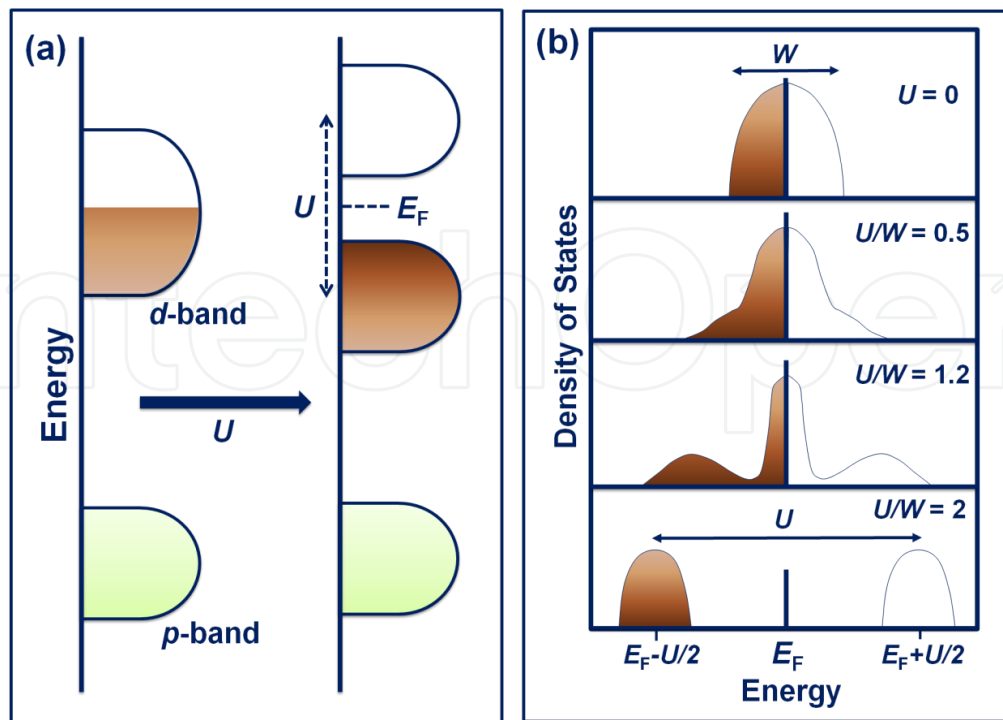 (a)
U
E_F
d-band
Energy
U
p-band
(b)
W
U = 0
U/W = 0.5
Density of States
U/W = 1.2
U/W = 2
U
E_F-U/2
E_F
E_F+U/2
Energy